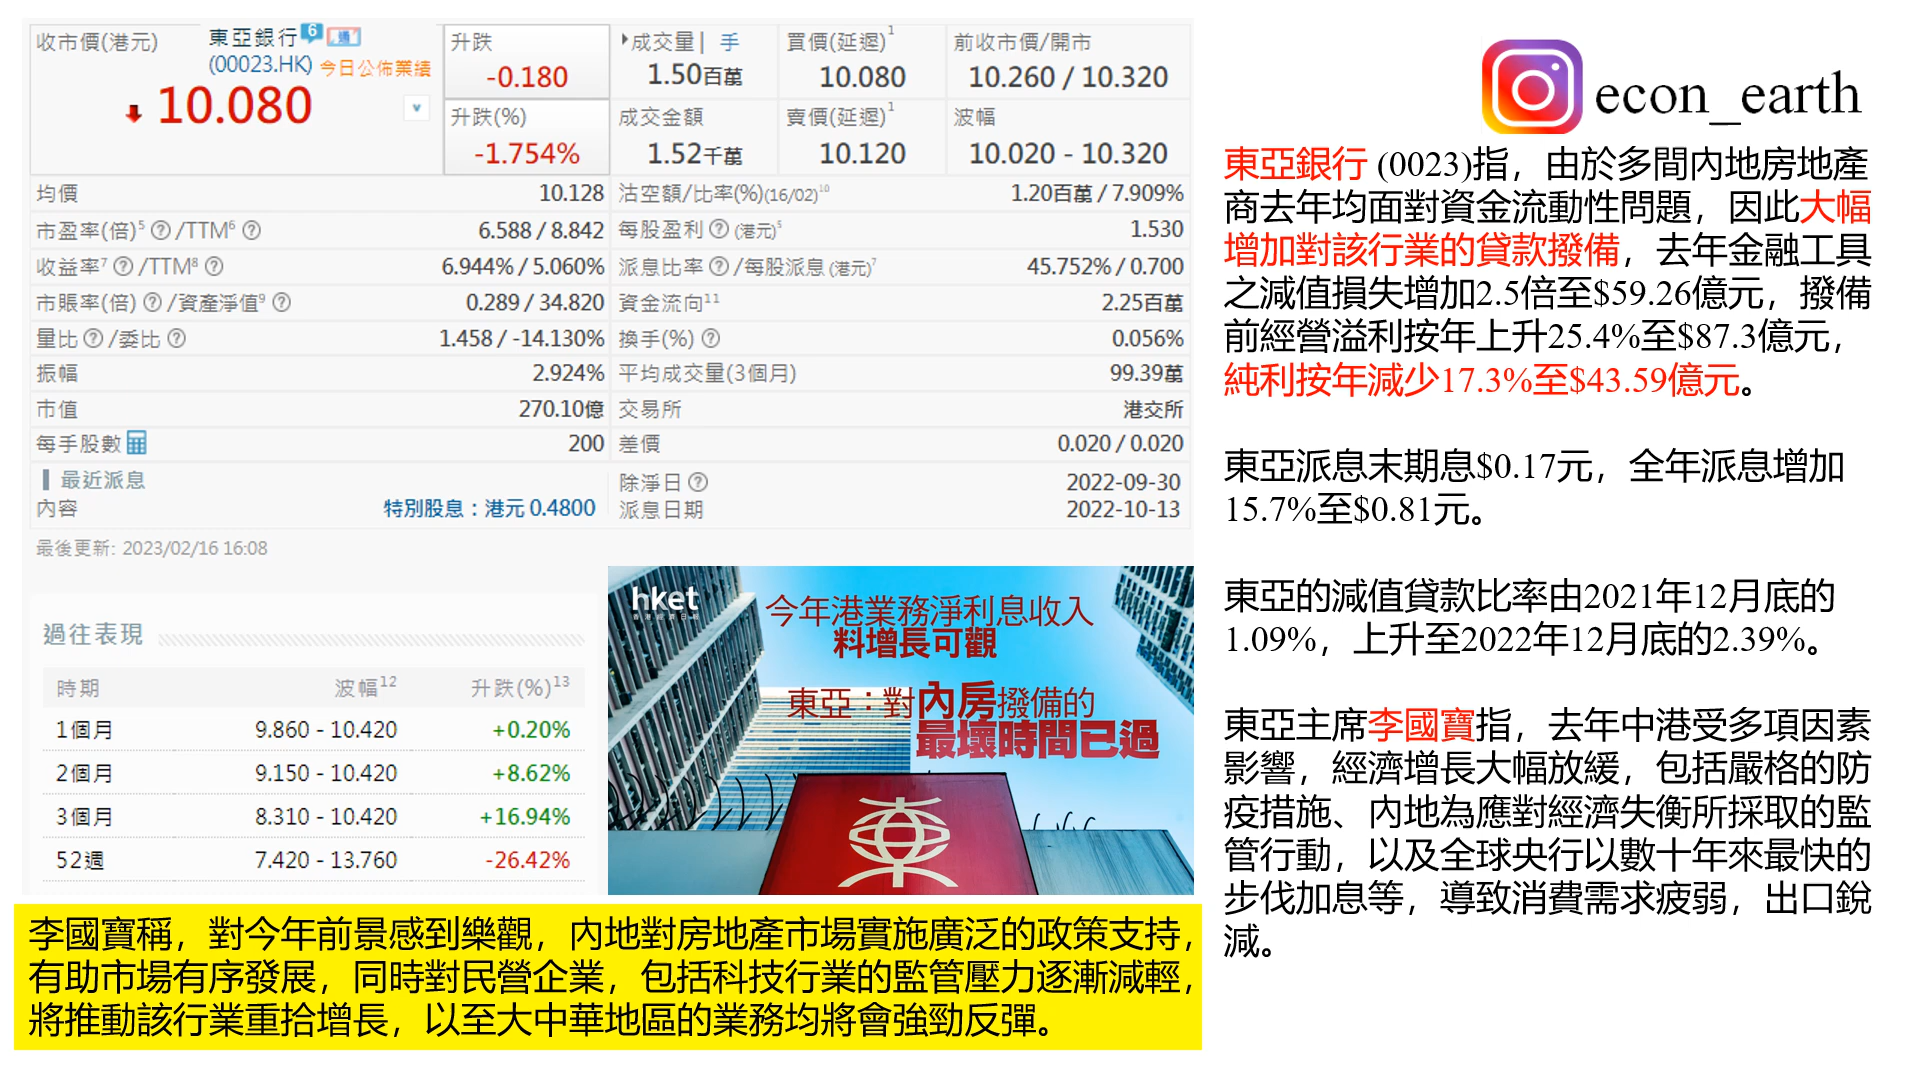 收市價(港元)
東亞銀行 6 通
(00023.HK) 今日公佈業績
10.080
升跌
-0.180
升跌(%)
-1.754%
成交量| 手
1.50百萬
成交金額
1.52千萬
買價(延遲)1
10.080
賣價(延遲)1
10.120
前收市價/開市
10.260 / 10.320
波幅
10.020 - 10.320
均價 10.128 沽空額/比率(%)(16/02)10 1.20百萬 / 7.909%
市盈率(倍)5 ? /TTM6 ? 6.588 / 8.842 每股盈利 ? (港元)5 1.530
收益率7 ? /TTM8 ? 6.944% / 5.060% 派息比率 ? /每股派息 (港元)7 45.752% / 0.700
市賬率(倍) ? /資產淨值9 ? 0.289 / 34.820 資金流向11 2.25百萬
量比 ? /委比 ? 1.458 / -14.130% 換手(%) ? 0.056%
振幅 2.924% 平均成交量(3個月) 99.39萬
市值 270.10億 交易所 港交所
每手股數 200 差價 0.020 / 0.020
最近派息 除淨日 ? 2022-09-30
內容 特別股息：港元 0.4800 派息日期 2022-10-13
最後更新: 2023/02/16 16:08
過往表現
時期 波幅12 升跌(%)13
1個月 9.860 - 10.420 +0.20%
2個月 9.150 - 10.420 +8.62%
3個月 8.310 - 10.420 +16.94%
52週 7.420 - 13.760 -26.42%
hket
香港經濟日報
今年港業務淨利息收入
料增長可觀
東亞：對內房撥備的
最壞時間已過
李國寶稱，對今年前景感到樂觀，內地對房地產市場實施廣泛的政策支持，
有助市場有序發展，同時對民營企業，包括科技行業的監管壓力逐漸減輕，
將推動該行業重拾增長，以至大中華地區的業務均將會強勁反彈。
econ_earth
東亞銀行 (0023)指，由於多間內地房地產
商去年均面對資金流動性問題，因此大幅
增加對該行業的貸款撥備，去年金融工具
之減值損失增加2.5倍至$59.26億元，撥備
前經營溢利按年上升25.4%至$87.3億元，
純利按年減少17.3%至$43.59億元。
東亞派息末期息$0.17元，全年派息增加
15.7%至$0.81元。
東亞的減值貸款比率由2021年12月底的
1.09%，上升至2022年12月底的2.39%。
東亞主席李國寶指，去年中港受多項因素
影響，經濟增長大幅放緩，包括嚴格的防
疫措施、內地為應對經濟失衡所採取的監
管行動，以及全球央行以數十年來最快的
步伐加息等，導致消費需求疲弱，出口銳
減。